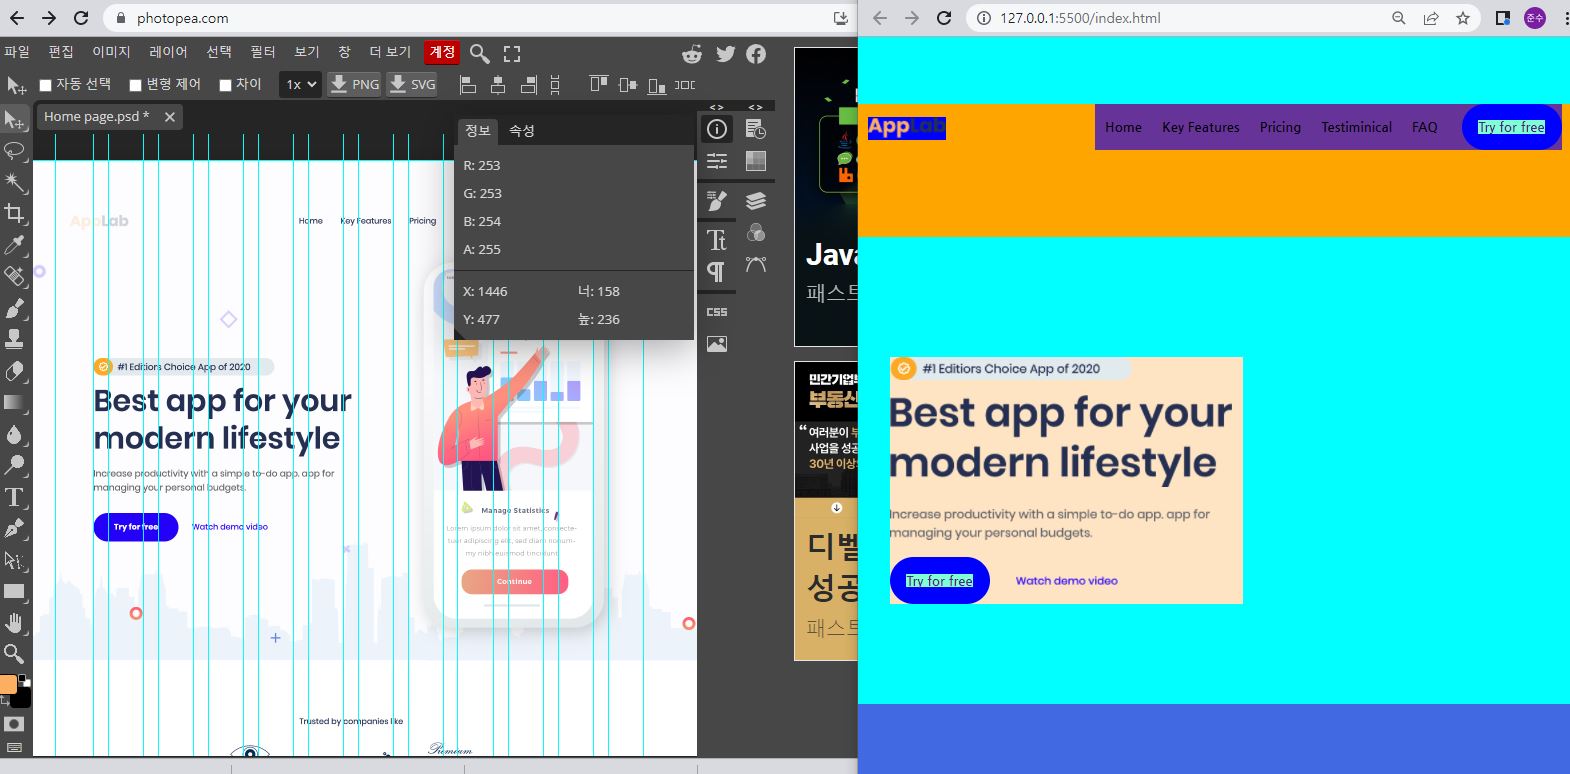 photopea.com
127.0.0.1:5500/index.html
준수
파일 편집 이미지 레이어 선택 필터 보기 창 더 보기 계정
자동 선택 변형 제어 차이 1x PNG SVG
Home page.psd *
정보 속성
R: 253
G: 253
B: 254
A: 255
X: 1446 너: 158
Y: 477 높: 236
Tt
CSS
AppLab
Home Key Features Pricing
#1 Editiors Choice App of 2020
Best app for your
modern lifestyle
Increase productivity with a simple to-do app. app for
managing your personal budgets.
Try for free Watch demo video
Manage Statistics
Lorem ipsum dolor sit amet, consecte-
tuer adipiscing elit, sed diam nonum-
my nibh euismod tincidunt
Continue
Trusted by companies like
Premium
Java
패스트
민간기업
부동산
“ 여러분이
사업을 성공
30년 이상
디벨
성공
패스트
AppLab
Home Key Features Pricing Testiminical FAQ Try for free
#1 Editiors Choice App of 2020
Best app for your
modern lifestyle
Increase productivity with a simple to-do app. app for
managing your personal budgets.
Try for free Watch demo video